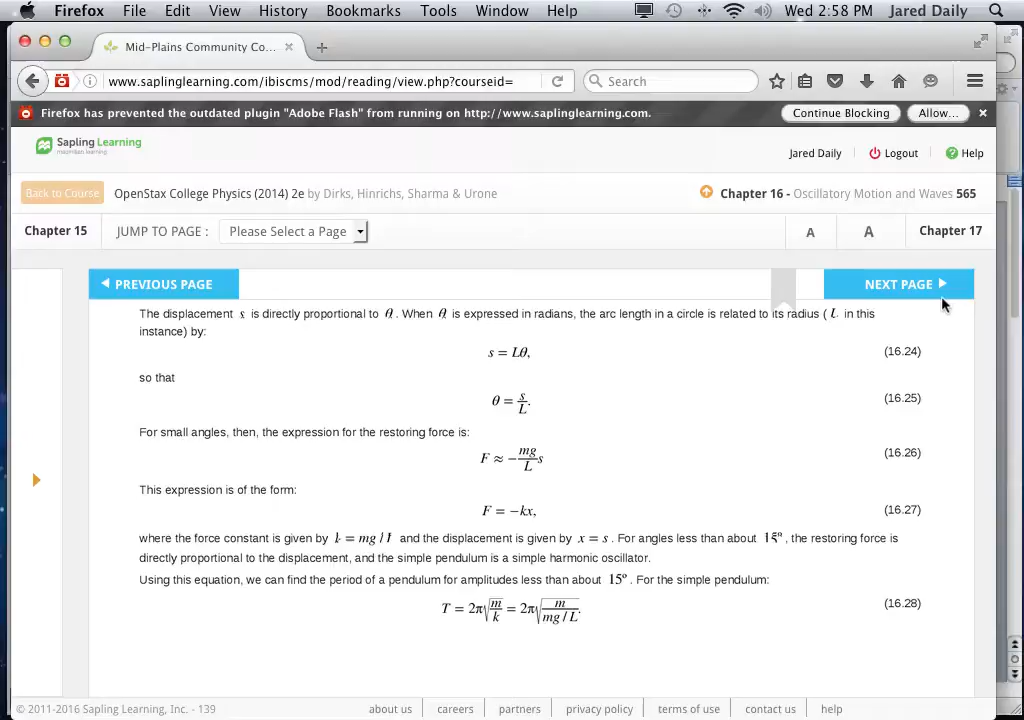 Firefox File Edit View History Bookmarks Tools Window Help Wed 2:58 PM Jared Daily
Mid-Plains Community Co...
www.saplinglearning.com/ibiscms/mod/reading/view.php?courseid= Search
Firefox has prevented the outdated plugin "Adobe Flash" from running on http://www.saplinglearning.com. Continue Blocking Allow...
Sapling Learning
macmillan learning
Jared Daily Logout Help
Back to Course OpenStax College Physics (2014) 2e by Dirks, Hinrichs, Sharma & Urone Chapter 16 - Oscillatory Motion and Waves 565
Chapter 15 JUMP TO PAGE : Please Select a Page A A Chapter 17
PREVIOUS PAGE NEXT PAGE
The displacement s is directly proportional to θ . When θ is expressed in radians, the arc length in a circle is related to its radius ( L in this
instance) by:
s = Lθ, (16.24)
so that
θ = s/L. (16.25)
For small angles, then, the expression for the restoring force is:
F ≈ −mg/L s (16.26)
This expression is of the form:
F = −kx, (16.27)
where the force constant is given by k = mg / L and the displacement is given by x = s . For angles less than about 15º , the restoring force is
directly proportional to the displacement, and the simple pendulum is a simple harmonic oscillator.
Using this equation, we can find the period of a pendulum for amplitudes less than about 15º . For the simple pendulum:
T = 2π√m/k = 2π√m/mg / L. (16.28)
© 2011-2016 Sapling Learning, Inc. - 139 about us careers partners privacy policy terms of use contact us help